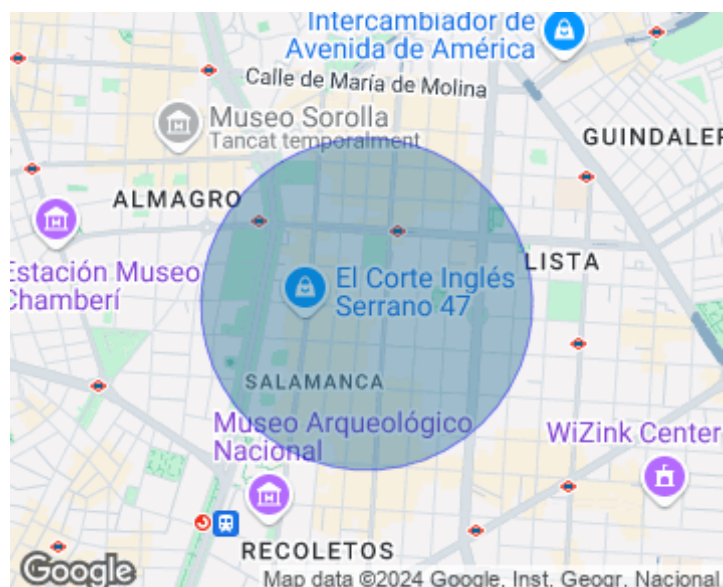 Intercambiador de
Avenida de América
Calle de María de Molina
Museo Sorolla
Tancat temporalment
GUINDALER
ALMAGRO
Estación Museo
Chamberí
LISTA
El Corte Inglés
Serrano 47
SALAMANCA
Museo Arqueológico
Nacional
WiZink Center
RECOLETOS
Google
Map data ©2024 Google, Inst. Geogr. Nacional